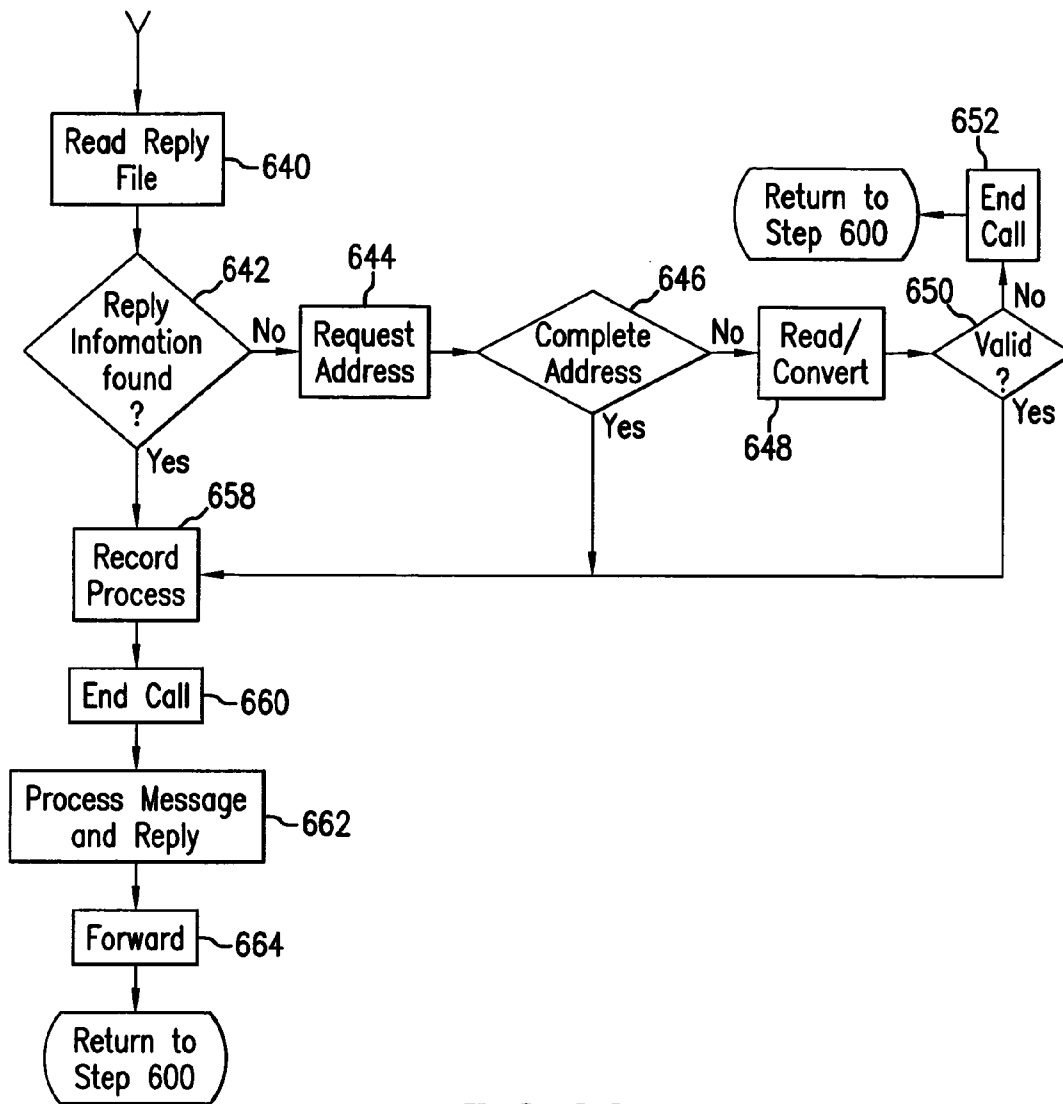 Read Reply
File
640
642
Reply
Infomation
found
?
No
Yes
644
Request
Address
646
Complete
Address
No
Yes
Read/
Convert
648
650
Valid
?
No
Yes
652
End
Call
Return to
Step 600
658
Record
Process
End Call
660
Process Message
and Reply
662
Forward
664
Return to
Step 600